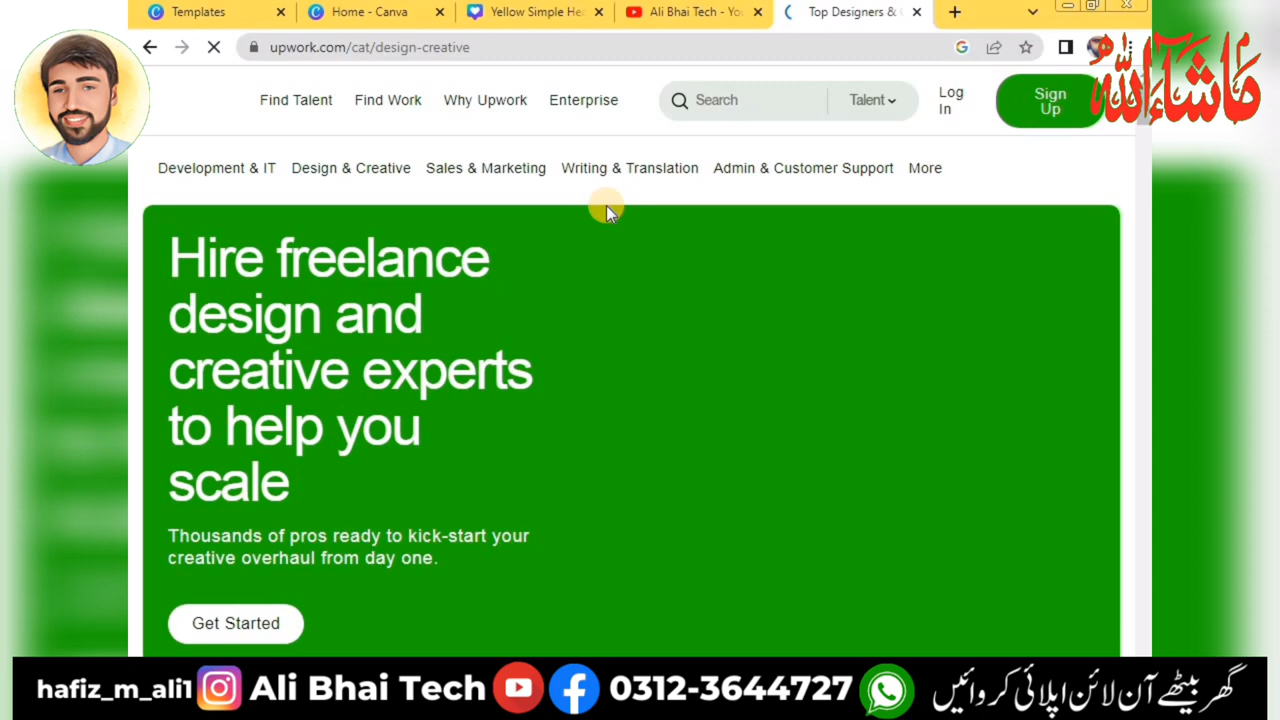 Templates
Home - Canva
Yellow Simple He
Ali Bhai Tech - Yo
Top Designers &
upwork.com/cat/design-creative
Find Talent
Find Work
Why Upwork
Enterprise
Search
Talent
Log
In
Sign
Up
مَاشَاءَاللّٰهُ
Development & IT
Design & Creative
Sales & Marketing
Writing & Translation
Admin & Customer Support
More
Hire freelance
design and
creative experts
to help you
scale
Thousands of pros ready to kick-start your
creative overhaul from day one.
Get Started
hafiz_m_ali1
Ali Bhai Tech
0312-3644727
گھر بیٹھے آن لائن اپلائی کروائیں